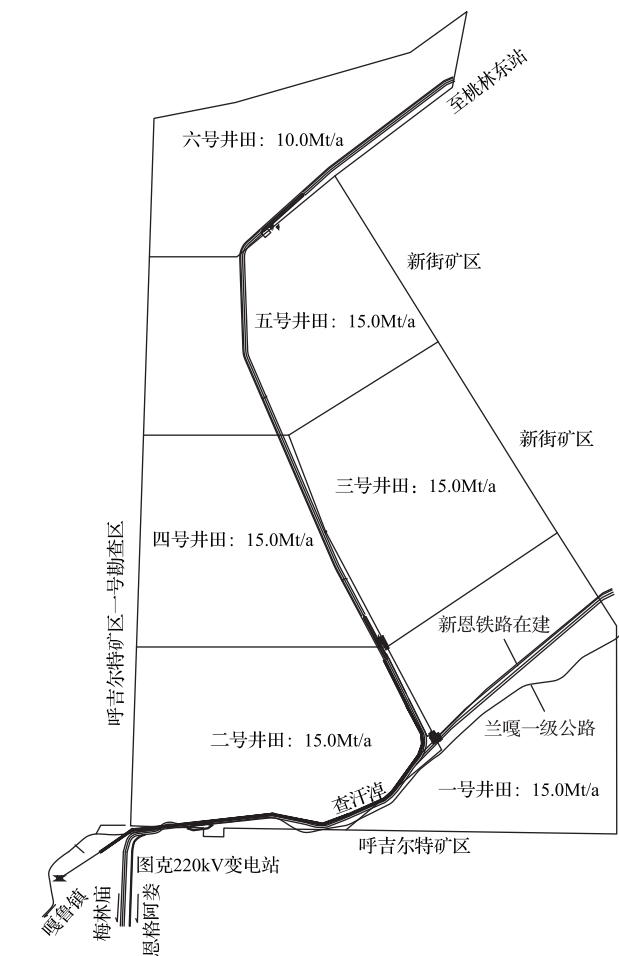 至桃林东站
六号井田：10.0Mt/a
新街矿区
五号井田：15.0Mt/a
新街矿区
三号井田：15.0Mt/a
四号井田：15.0Mt/a
呼吉尔特矿区一号勘查区
新恩铁路在建
兰嘎一级公路
二号井田：15.0Mt/a
一号井田：15.0Mt/a
查汗淖
呼吉尔特矿区
图克220kV变电站
嘎鲁镇
梅林庙
恩格阿娄